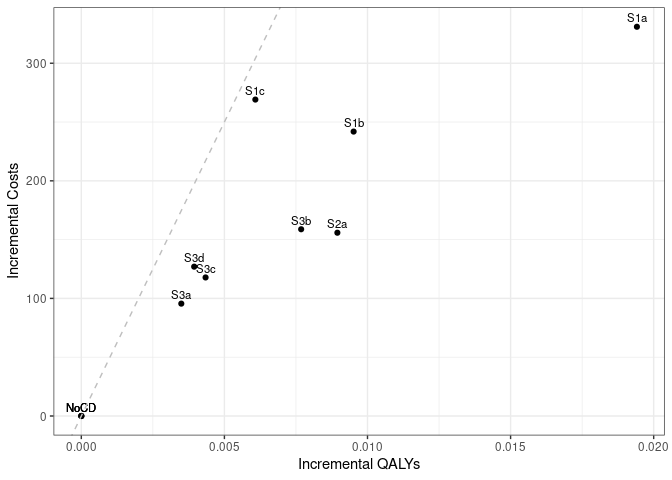 S1a
300
S1c
S1b
200
S3b
S2a
S3d
S3c
100
S3a
NoCD
0
0.000
0.005
0.010
0.015
0.020
Incremental QALYs
Incremental Costs